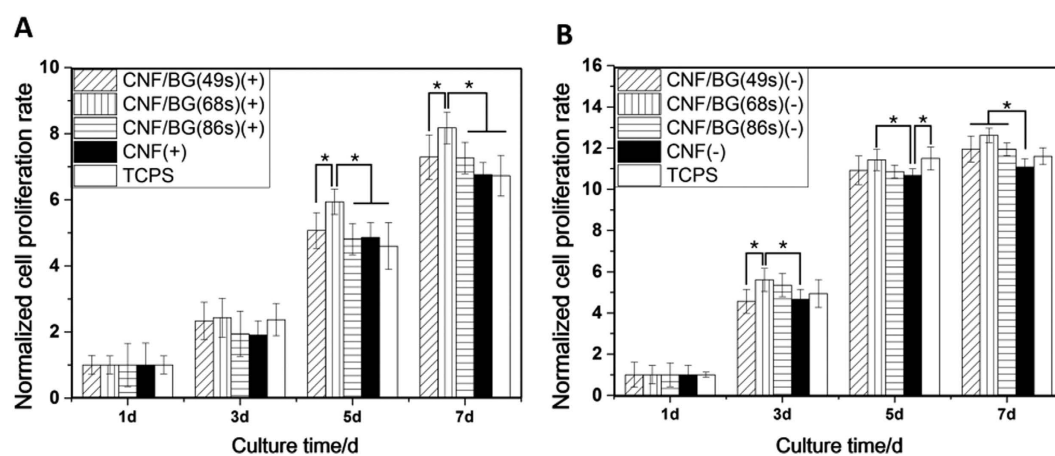 A
Normalized cell proliferation rate
10
8
6
4
2
0
CNF/BG(49s)(+)
CNF/BG(68s)(+)
CNF/BG(86s)(+)
CNF(+)
TCPS
*
*
*
*
1d 3d 5d 7d
Culture time/d
B
Normalized cell proliferation rate
16
14
12
10
8
6
4
2
0
CNF/BG(49s)(-)
CNF/BG(68s)(-)
CNF/BG(86s)(-)
CNF(-)
TCPS
*
*
*
*
*
1d 3d 5d 7d
Culture time/d